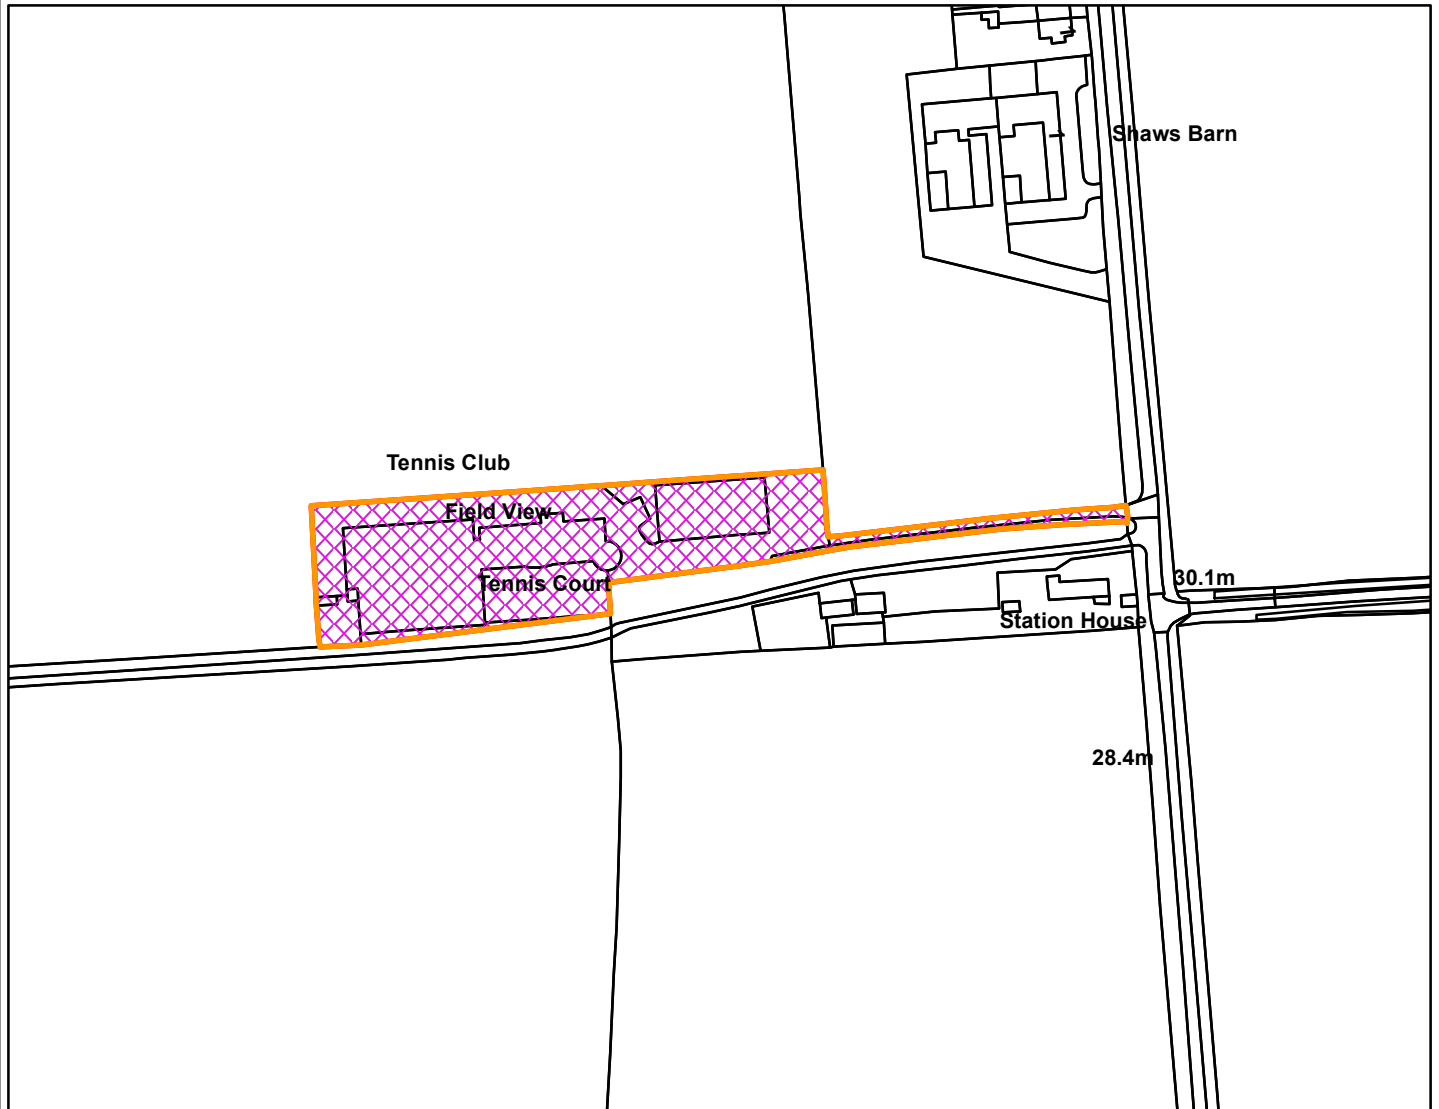 Shaws Barn
Tennis Club
Field View
Tennis Court
30.1m
Station House
28.4m